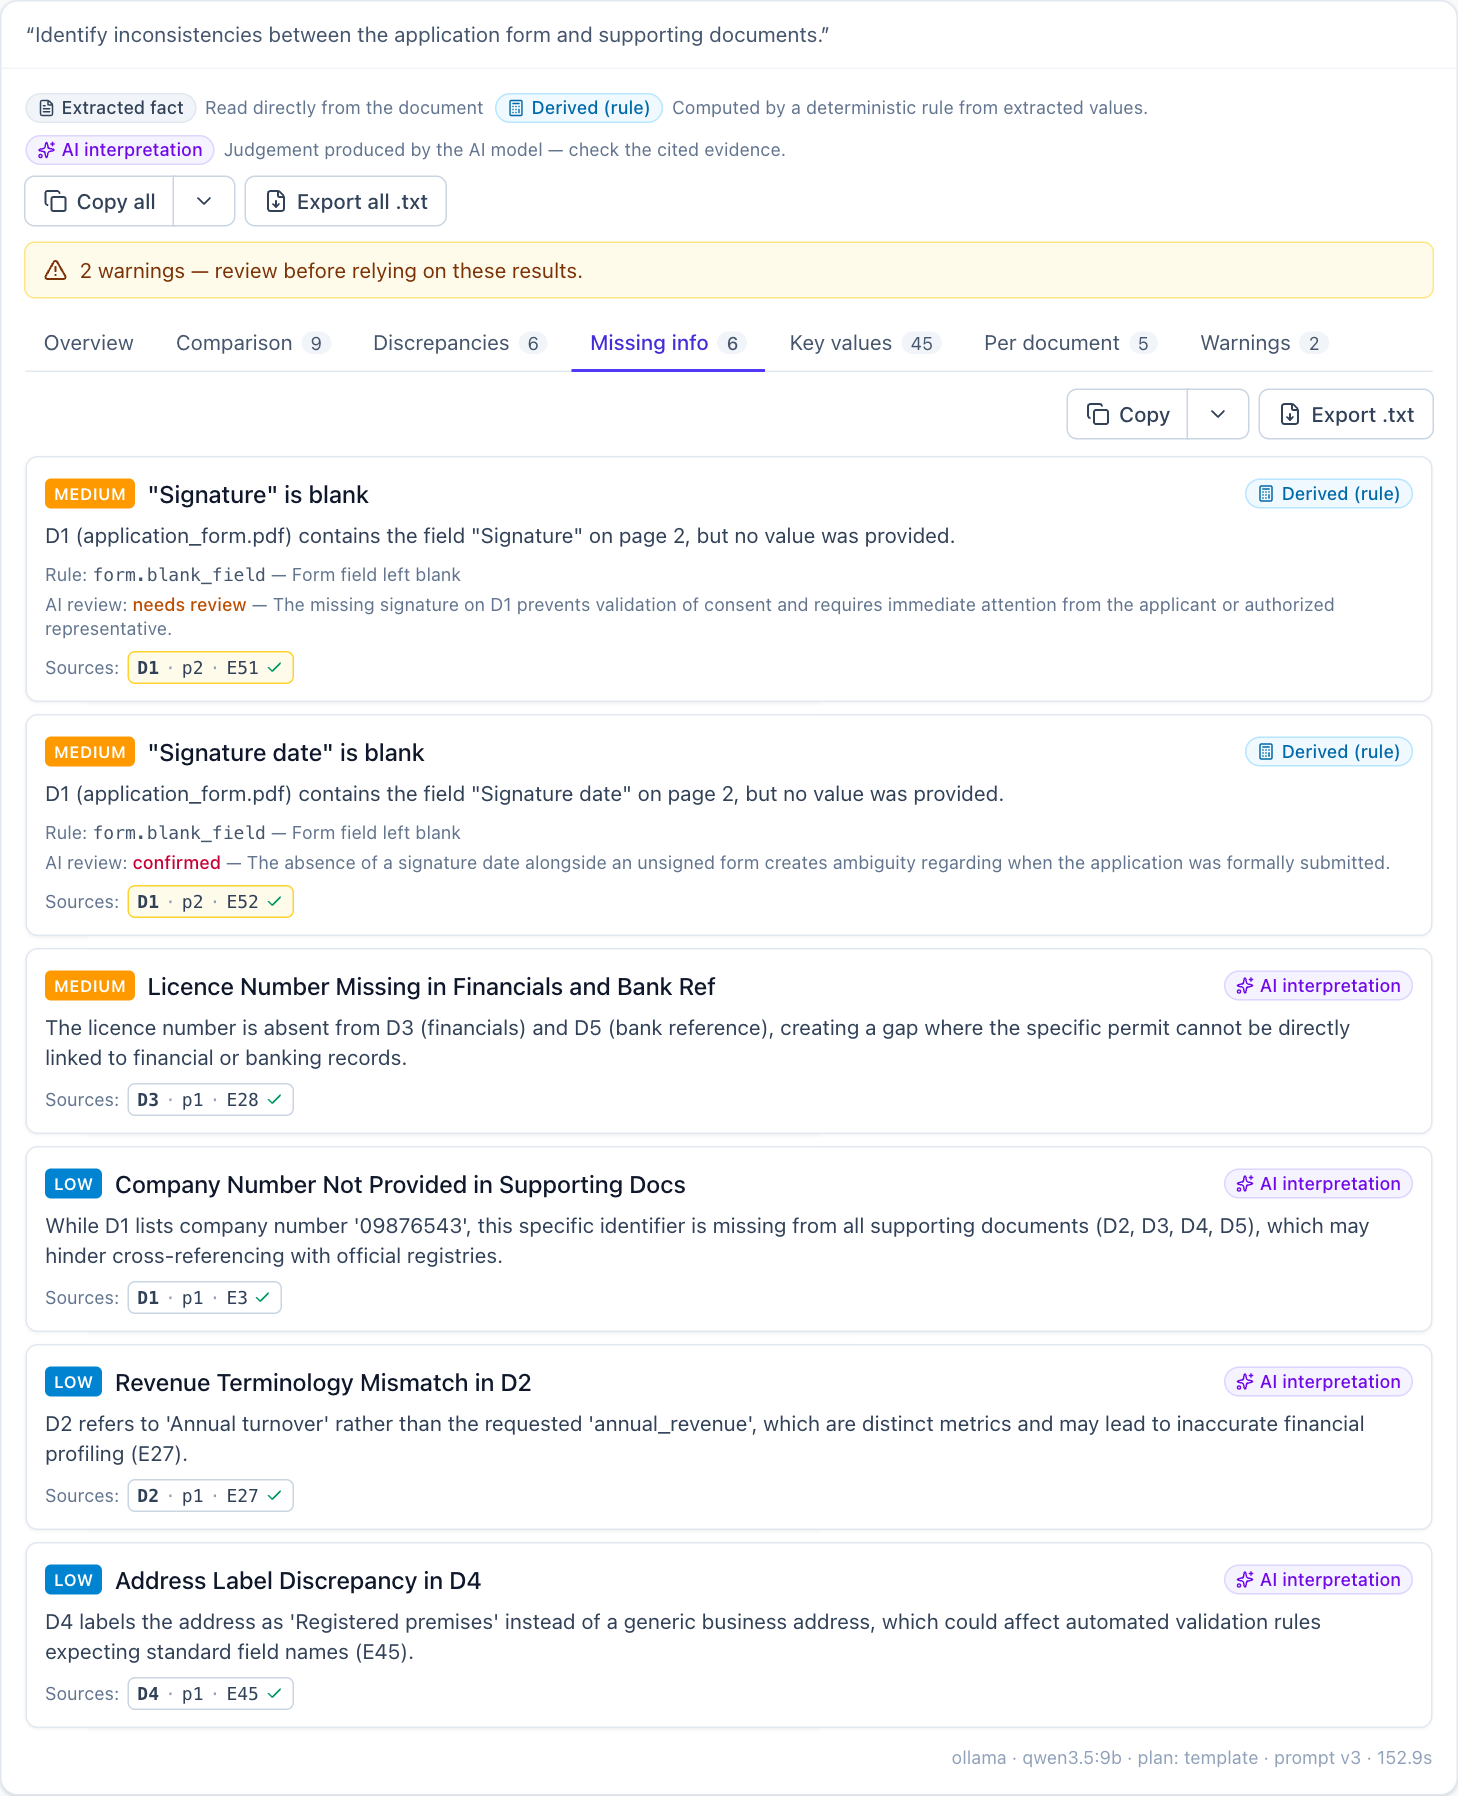 “Identify inconsistencies between the application form and supporting documents.”
Extracted fact Read directly from the document Derived (rule) Computed by a deterministic rule from extracted values.
AI interpretation Judgement produced by the AI model — check the cited evidence.
Copy all Export all .txt
2 warnings — review before relying on these results.
Overview Comparison 9 Discrepancies 6 Missing info 6 Key values 45 Per document 5 Warnings 2
Copy Export .txt
MEDIUM "Signature" is blank Derived (rule)
D1 (application_form.pdf) contains the field "Signature" on page 2, but no value was provided.
Rule: form.blank_field — Form field left blank
AI review: needs review — The missing signature on D1 prevents validation of consent and requires immediate attention from the applicant or authorized
representative.
Sources: D1 · p2 · E51 ✓
MEDIUM "Signature date" is blank Derived (rule)
D1 (application_form.pdf) contains the field "Signature date" on page 2, but no value was provided.
Rule: form.blank_field — Form field left blank
AI review: confirmed — The absence of a signature date alongside an unsigned form creates ambiguity regarding when the application was formally submitted.
Sources: D1 · p2 · E52 ✓
MEDIUM Licence Number Missing in Financials and Bank Ref AI interpretation
The licence number is absent from D3 (financials) and D5 (bank reference), creating a gap where the specific permit cannot be directly
linked to financial or banking records.
Sources: D3 · p1 · E28 ✓
LOW Company Number Not Provided in Supporting Docs AI interpretation
While D1 lists company number '09876543', this specific identifier is missing from all supporting documents (D2, D3, D4, D5), which may
hinder cross-referencing with official registries.
Sources: D1 · p1 · E3 ✓
LOW Revenue Terminology Mismatch in D2 AI interpretation
D2 refers to 'Annual turnover' rather than the requested 'annual_revenue', which are distinct metrics and may lead to inaccurate financial
profiling (E27).
Sources: D2 · p1 · E27 ✓
LOW Address Label Discrepancy in D4 AI interpretation
D4 labels the address as 'Registered premises' instead of a generic business address, which could affect automated validation rules
expecting standard field names (E45).
Sources: D4 · p1 · E45 ✓
ollama · qwen3.5:9b · plan: template · prompt v3 · 152.9s